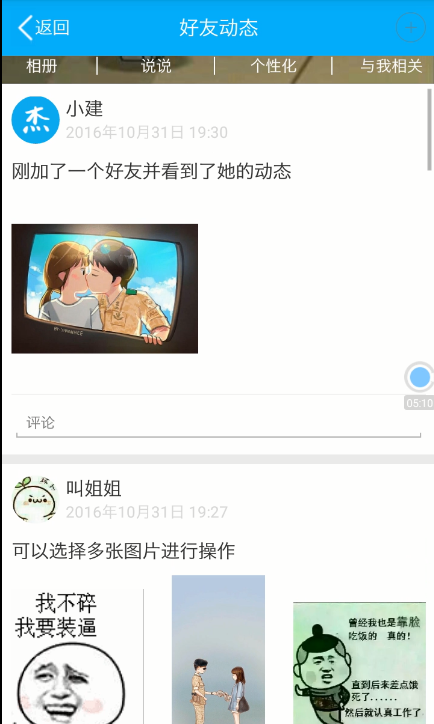 返回
好友动态
相册
说说
个性化
与我相关
杰
小建
2016年10月31日 19:30
刚加了一个好友并看到了她的动态
05:10
评论
叫姐姐
2016年10月31日 19:27
可以选择多张图片进行操作
我不碎
我要装逼
曾经我也是靠脸
吃饭的 真的！
直到后来差点饿
死了......
然后就认真工作了